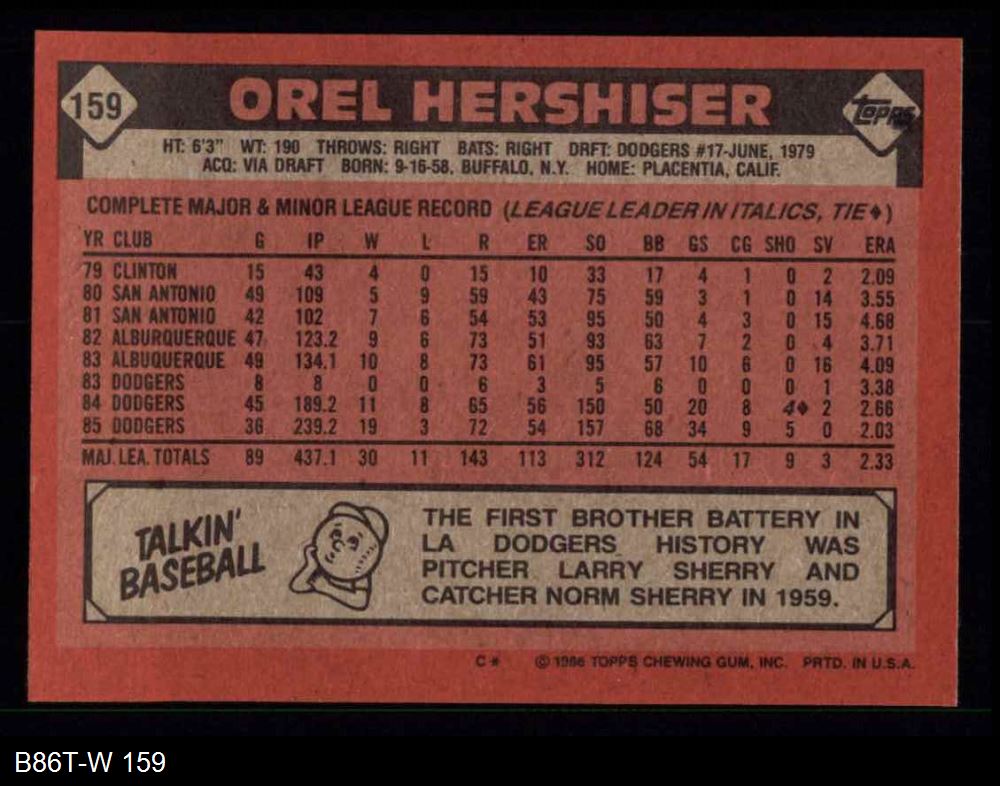 159
OREL HERSHISER
topps
HT: 6'3" WT: 190 THROWS: RIGHT BATS: RIGHT DRFT: DODGERS #17-JUNE, 1979
ACQ: VIA DRAFT BORN: 9-16-58, BUFFALO, N.Y. HOME: PLACENTIA, CALIF.
COMPLETE MAJOR & MINOR LEAGUE RECORD (LEAGUE LEADER IN ITALICS, TIE♦)
YR CLUB G IP W L R ER SO BB GS CG SHO SV ERA
79 CLINTON 15 43 4 0 15 10 33 17 4 1 0 2 2.09
80 SAN ANTONIO 49 109 5 9 59 43 75 59 3 1 0 14 3.55
81 SAN ANTONIO 42 102 7 6 54 53 95 50 4 3 0 15 4.68
82 ALBURQUERQUE 47 123.2 9 6 73 51 93 63 7 2 0 4 3.71
83 ALBUQUERQUE 49 134.1 10 8 73 61 95 57 10 6 0 16 4.09
83 DODGERS 8 8 0 0 6 3 5 6 0 0 0 1 3.38
84 DODGERS 45 189.2 11 8 65 56 150 50 20 8 4♦ 2 2.66
85 DODGERS 36 239.2 19 3 72 54 157 68 34 9 5 0 2.03
MAJ. LEA. TOTALS 89 437.1 30 11 143 113 312 124 54 17 9 3 2.33
TALKIN'
BASEBALL
THE FIRST BROTHER BATTERY IN
LA DODGERS HISTORY WAS
PITCHER LARRY SHERRY AND
CATCHER NORM SHERRY IN 1959.
C* © 1986 TOPPS CHEWING GUM, INC. PRTD. IN U.S.A.
B86T-W 159